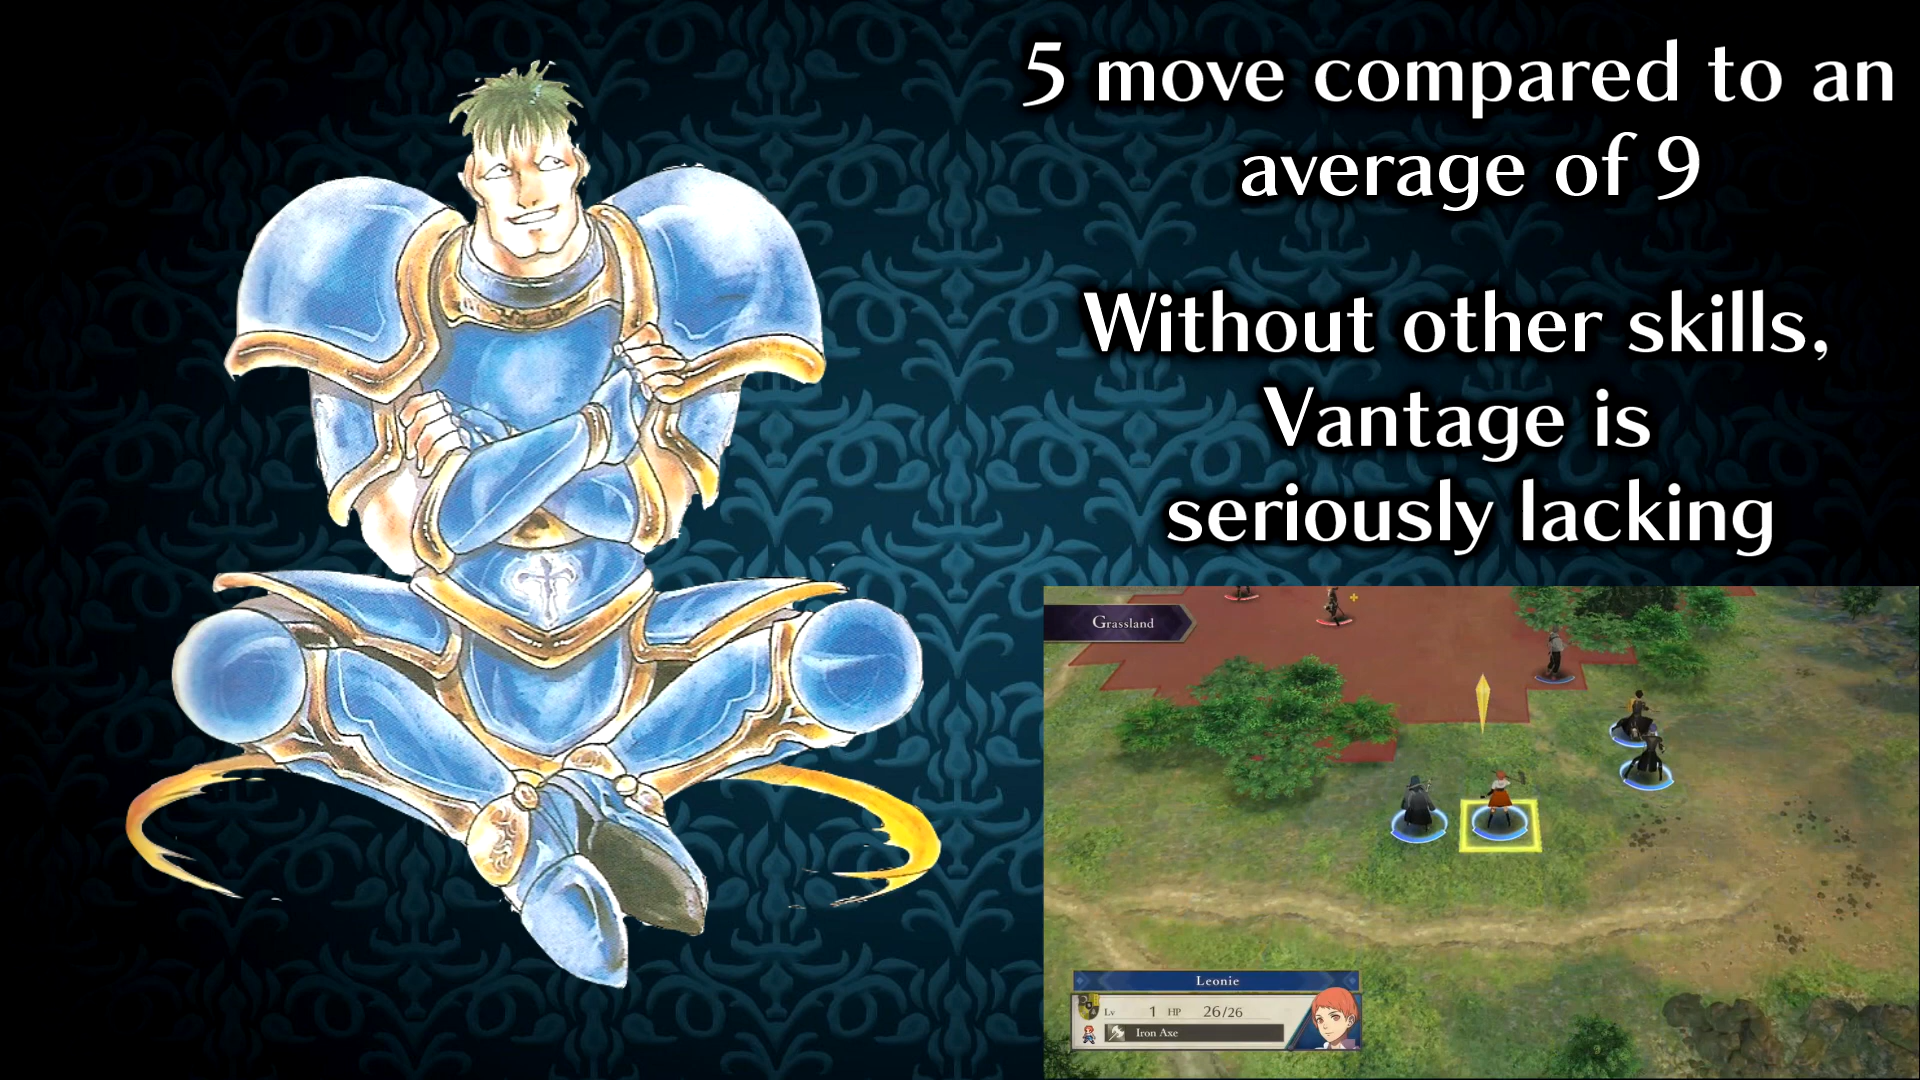 5 move compared to an
average of 9
Without other skills,
Vantage is
seriously lacking
Grassland
Leonie
Lv 1 HP 26/26
Iron Axe